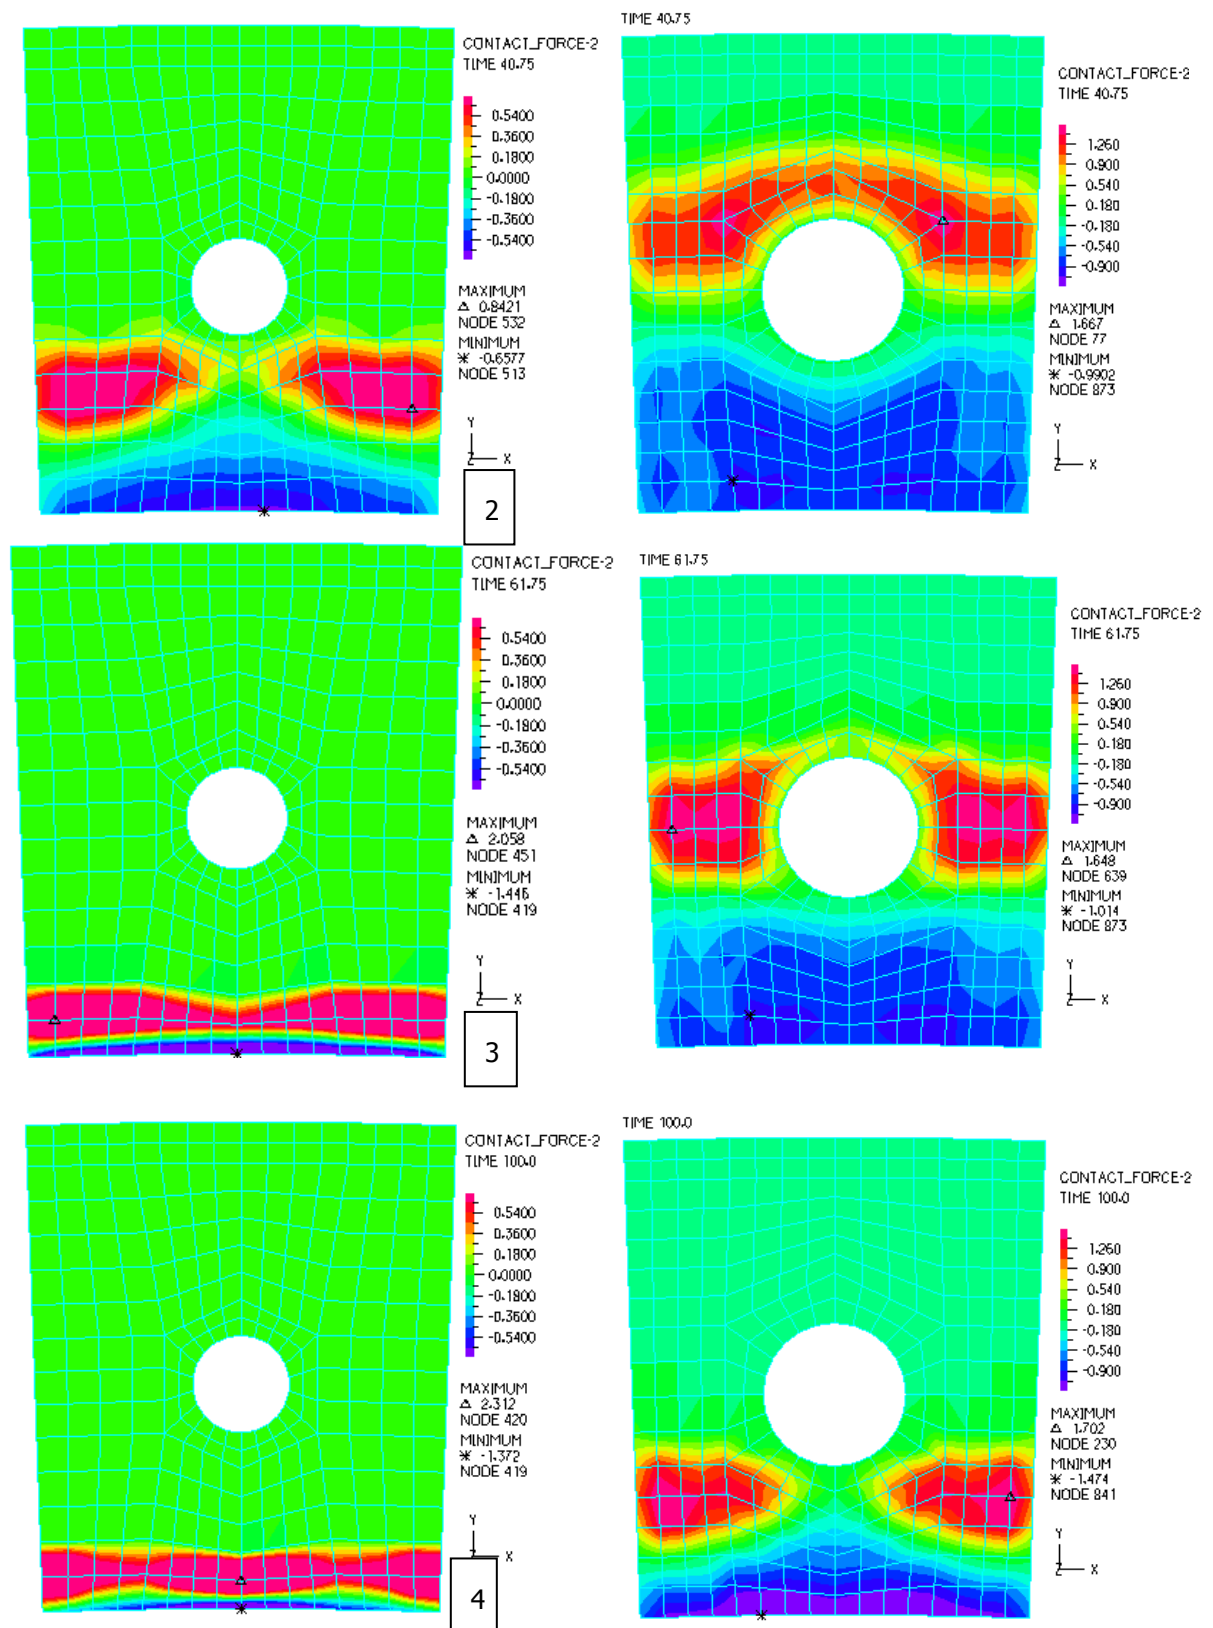 CONTACT_FORCE-2
TIME 40.75
0.5400
0.3600
0.1800
0.0000
-0.1800
-0.3600
-0.5400
MAXIMUM
△ 0.8421
NODE 532
MINIMUM
* -0.6577
NODE 513
Y
Z X
2
TIME 40.75
CONTACT_FORCE-2
TIME 40.75
1.260
0.900
0.540
0.180
-0.180
-0.540
-0.900
MAXIMUM
△ 1.667
NODE 77
MINIMUM
* -0.9902
NODE 873
Y
Z X
CONTACT_FORCE-2
TIME 61.75
0.5400
0.3600
0.1800
0.0000
-0.1800
-0.3600
-0.5400
MAXIMUM
△ 2.058
NODE 451
MINIMUM
* -1.446
NODE 419
Y
Z X
3
TIME 61.75
CONTACT_FORCE-2
TIME 61.75
1.260
0.900
0.540
0.180
-0.180
-0.540
-0.900
MAXIMUM
△ 1.648
NODE 639
MINIMUM
* -1.014
NODE 873
Y
Z X
CONTACT_FORCE-2
TIME 100.0
0.5400
0.3600
0.1800
0.0000
-0.1800
-0.3600
-0.5400
MAXIMUM
△ 2.312
NODE 420
MINIMUM
* -1.372
NODE 419
Y
Z X
4
TIME 100.0
CONTACT_FORCE-2
TIME 100.0
1.260
0.900
0.540
0.180
-0.180
-0.540
-0.900
MAXIMUM
△ 1.702
NODE 230
MINIMUM
* -1.474
NODE 841
Y
Z X